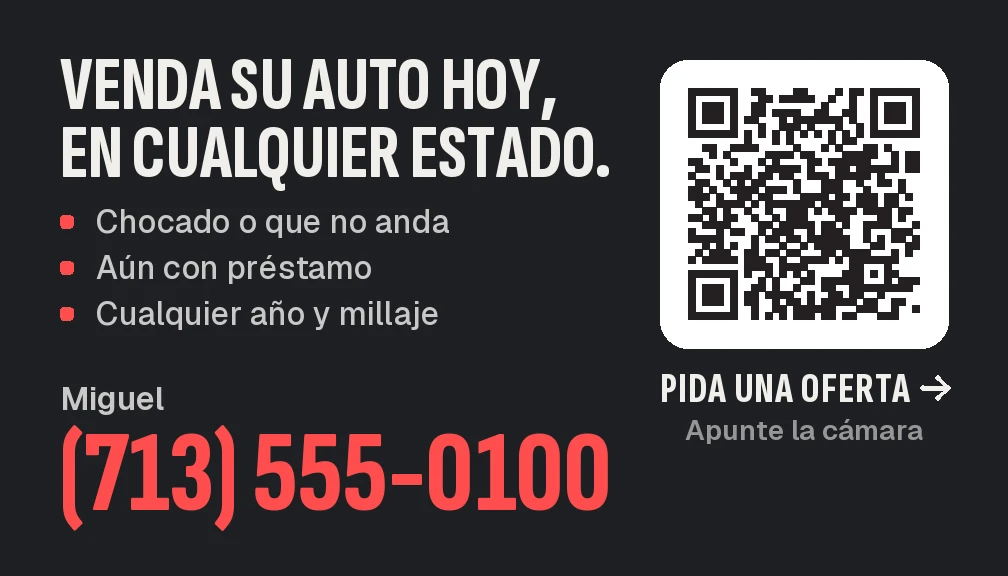 VENDA SU AUTO HOY,
EN CUALQUIER ESTADO.
Chocado o que no anda
Aún con préstamo
Cualquier año y millaje
Miguel
(713) 555-0100
PIDA UNA OFERTA →
Apunte la cámara